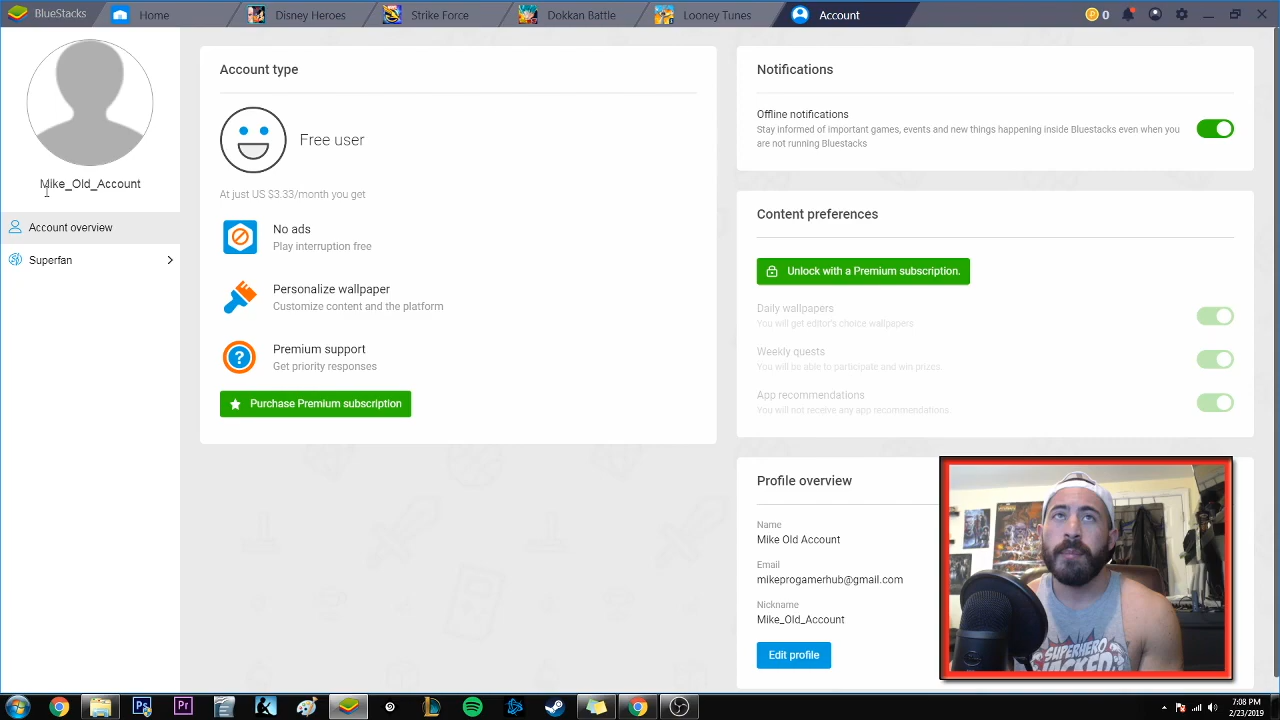 BlueStacks
Home
Disney Heroes
Strike Force
Dokkan Battle
Looney Tunes
Account
0
Mike_Old_Account
Account overview
Superfan
Account type
Free user
At just US $3.33/month you get
No ads
Play interruption free
Personalize wallpaper
Customize content and the platform
Premium support
Get priority responses
Purchase Premium subscription
Notifications
Offline notifications
Stay informed of important games, events and new things happening inside Bluestacks even when you
are not running Bluestacks
Content preferences
Unlock with a Premium subscription.
Daily wallpapers
You will get editor's choice wallpapers
Weekly quests
You will be able to participate and win prizes.
App recommendations
You will not receive any app recommendations.
Profile overview
Name
Mike Old Account
Email
mikeprogamerhub@gmail.com
Nickname
Mike_Old_Account
Edit profile
SUPERHERO
JACKED
7:08 PM
2/23/2019